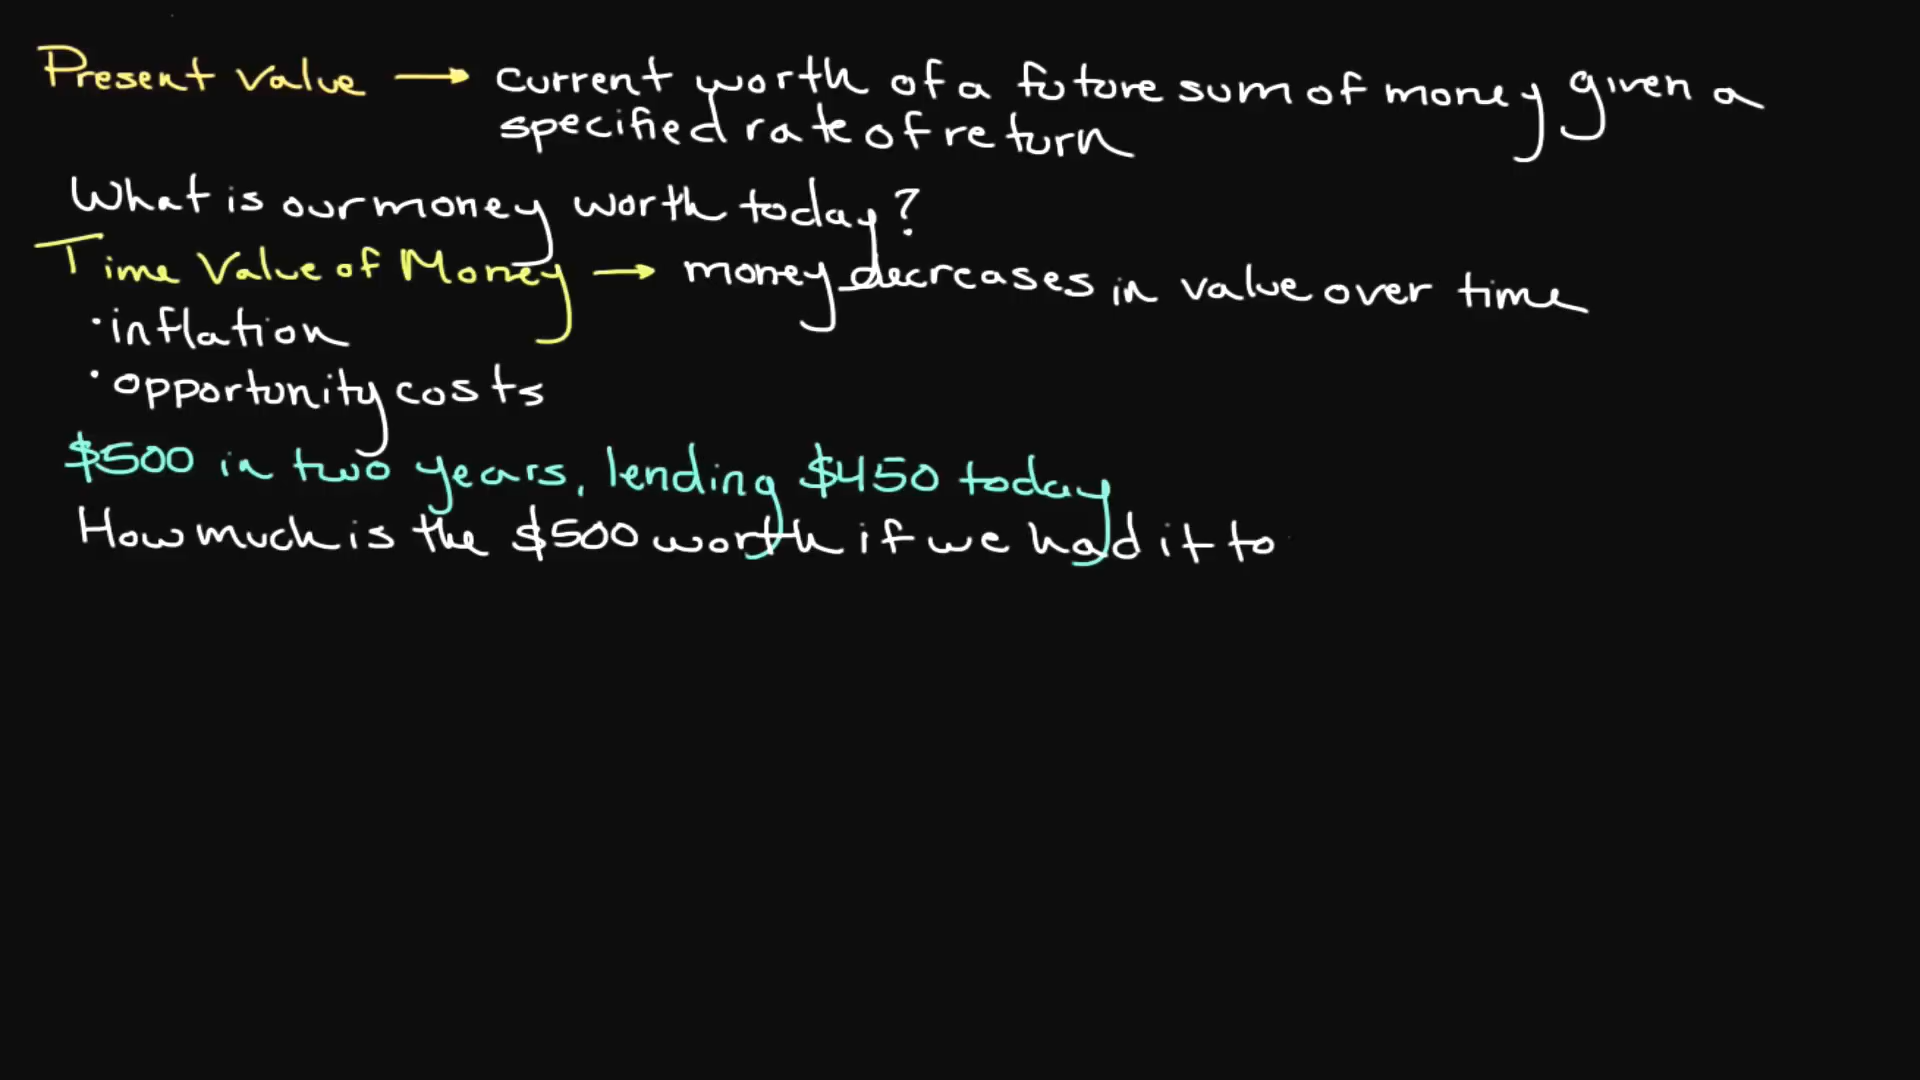 Present Value → current worth of a future sum of money given a
specified rate of return
What is our money worth today?
Time Value of Money → money decreases in value over time
• inflation
• opportunity costs
$500 in two years, lending $450 today
How much is the $500 worth if we had it to